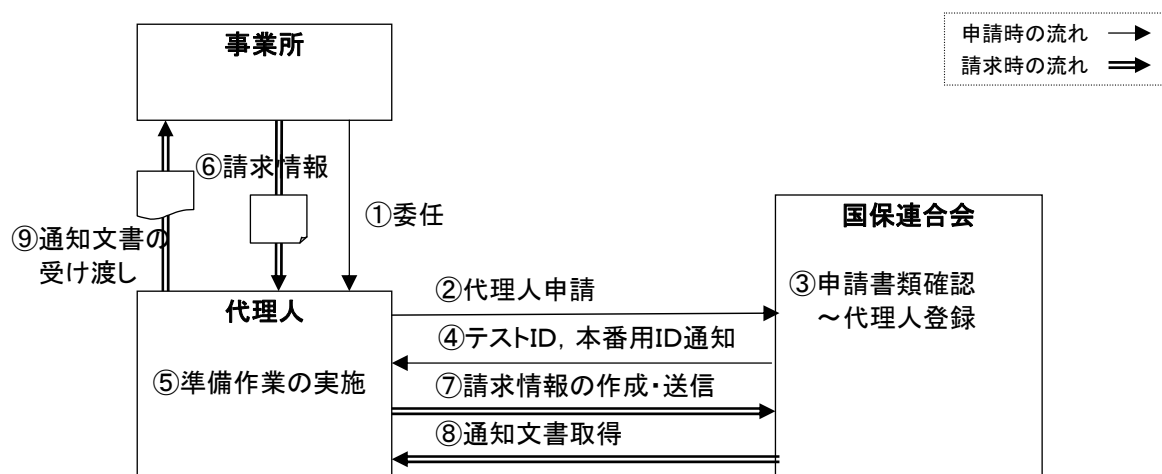 事業所
申請時の流れ
請求時の流れ
⑥請求情報
①委任
⑨通知文書の
受け渡し
国保連合会
③申請書類確認
～代理人登録
代理人
⑤準備作業の実施
②代理人申請
④テストID，本番用ID通知
⑦請求情報の作成・送信
⑧通知文書取得